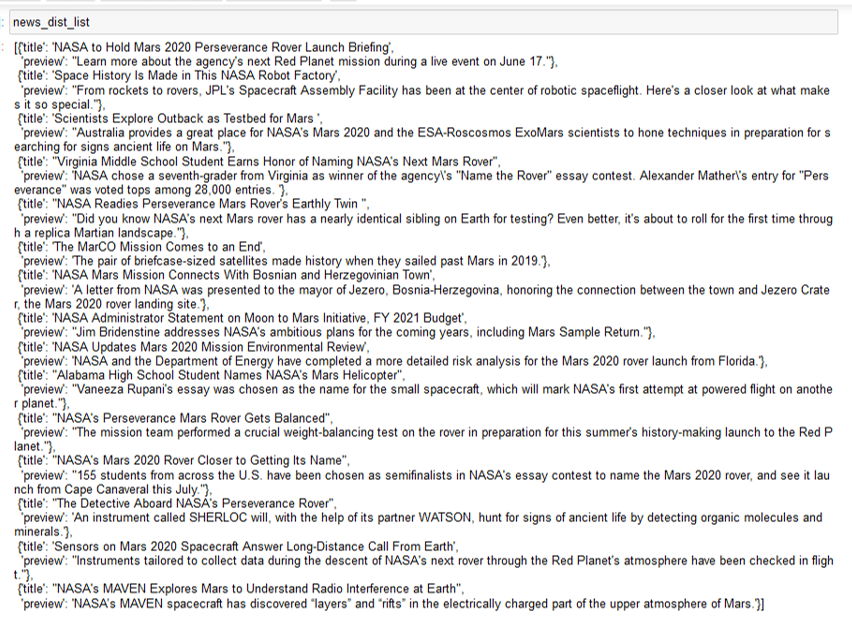 : news_dist_list
: [{'title': 'NASA to Hold Mars 2020 Perseverance Rover Launch Briefing',
'preview': "Learn more about the agency's next Red Planet mission during a live event on June 17."},
{'title': 'Space History Is Made in This NASA Robot Factory',
'preview': "From rockets to rovers, JPL's Spacecraft Assembly Facility has been at the center of robotic spaceflight. Here's a closer look at what make
s it so special."},
{'title': 'Scientists Explore Outback as Testbed for Mars ',
'preview': "Australia provides a great place for NASA's Mars 2020 and the ESA-Roscosmos ExoMars scientists to hone techniques in preparation for s
earching for signs ancient life on Mars."},
{'title': "Virginia Middle School Student Earns Honor of Naming NASA's Next Mars Rover",
'preview': 'NASA chose a seventh-grader from Virginia as winner of the agency\'s "Name the Rover" essay contest. Alexander Mather\'s entry for "Pers
everance" was voted tops among 28,000 entries. '},
{'title': "NASA Readies Perseverance Mars Rover's Earthly Twin ",
'preview': "Did you know NASA's next Mars rover has a nearly identical sibling on Earth for testing? Even better, it's about to roll for the first time throug
h a replica Martian landscape."},
{'title': 'The MarCO Mission Comes to an End',
'preview': 'The pair of briefcase-sized satellites made history when they sailed past Mars in 2019.'},
{'title': 'NASA Mars Mission Connects With Bosnian and Herzegovinian Town',
'preview': 'A letter from NASA was presented to the mayor of Jezero, Bosnia-Herzegovina, honoring the connection between the town and Jezero Crate
r, the Mars 2020 rover landing site.'},
{'title': 'NASA Administrator Statement on Moon to Mars Initiative, FY 2021 Budget',
'preview': "Jim Bridenstine addresses NASA's ambitious plans for the coming years, including Mars Sample Return."},
{'title': 'NASA Updates Mars 2020 Mission Environmental Review',
'preview': 'NASA and the Department of Energy have completed a more detailed risk analysis for the Mars 2020 rover launch from Florida.'},
{'title': "Alabama High School Student Names NASA's Mars Helicopter",
'preview': "Vaneeza Rupani's essay was chosen as the name for the small spacecraft, which will mark NASA's first attempt at powered flight on anothe
r planet."},
{'title': "NASA's Perseverance Mars Rover Gets Balanced",
'preview': "The mission team performed a crucial weight-balancing test on the rover in preparation for this summer's history-making launch to the Red P
lanet."},
{'title': "NASA's Mars 2020 Rover Closer to Getting Its Name",
'preview': "155 students from across the U.S. have been chosen as semifinalists in NASA's essay contest to name the Mars 2020 rover, and see it lau
nch from Cape Canaveral this July."},
{'title': "The Detective Aboard NASA's Perseverance Rover",
'preview': 'An instrument called SHERLOC will, with the help of its partner WATSON, hunt for signs of ancient life by detecting organic molecules and
minerals.'},
{'title': 'Sensors on Mars 2020 Spacecraft Answer Long-Distance Call From Earth',
'preview': "Instruments tailored to collect data during the descent of NASA's next rover through the Red Planet's atmosphere have been checked in fligh
t."},
{'title': "NASA's MAVEN Explores Mars to Understand Radio Interference at Earth",
'preview': 'NASA's MAVEN spacecraft has discovered “layers” and “rifts” in the electrically charged part of the upper atmosphere of Mars.'}]